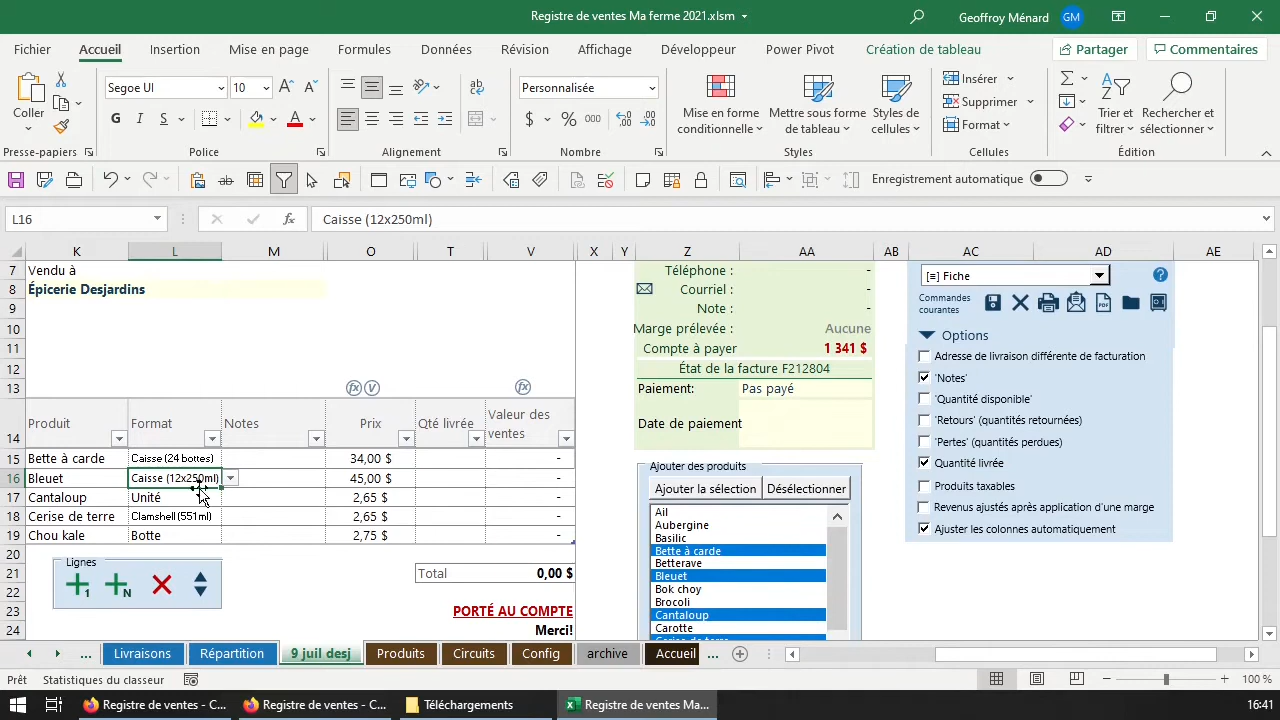 Registre de ventes Ma ferme 2021.xlsm
Geoffroy Ménard GM
Fichier Accueil Insertion Mise en page Formules Données Révision Affichage Développeur Power Pivot Création de tableau Partager Commentaires
Coller
Presse-papiers
Segoe UI 10
G I S A
Police
Alignement
Personnalisée
$ % 000
Nombre
Mise en forme conditionnelle
Mettre sous forme de tableau
Styles de cellules
Styles
Insérer
Supprimer
Format
Cellules
Trier et filtrer
Rechercher et sélectionner
Édition
Enregistrement automatique
L16 fx Caisse (12x250ml)
K L M O T V X Y Z AA AB AC AD AE
7 Vendu à
8 Épicerie Desjardins
9
10
11
12
13
14 Produit Format Notes Prix Qté livrée Valeur des ventes
15 Bette à carde Caisse (24 bottes) 34,00 $ -
16 Bleuet Caisse (12x250ml) 45,00 $ -
17 Cantaloup Unité 2,65 $ -
18 Cerise de terre Clamshell (551ml) 2,65 $ -
19 Chou kale Botte 2,75 $ -
20
21 Total 0,00 $
22
23 PORTÉ AU COMPTE
24 Merci!
Lignes
1 N
Téléphone : -
Courriel : -
Note : -
Marge prélevée : Aucune
Compte à payer 1 341 $
État de la facture F212804
Paiement: Pas payé
Date de paiement
Ajouter des produits
Ajouter la sélection Désélectionner
Ail
Aubergine
Basilic
Bette à carde
Betterave
Bleuet
Bok choy
Brocoli
Cantaloup
Carotte
Cerise de terre
[≡] Fiche
Commandes courantes
Options
Adresse de livraison différente de facturation
'Notes'
'Quantité disponible'
'Retours' (quantités retournées)
'Pertes' (quantités perdues)
Quantité livrée
Produits taxables
Revenus ajustés après application d'une marge
Ajuster les colonnes automatiquement
... Livraisons Répartition 9 juil desj Produits Circuits Config archive Accueil ...
Prêt Statistiques du classeur 100 %
Registre de ventes - C...
Registre de ventes - C...
Téléchargements
Registre de ventes Ma...
16:41